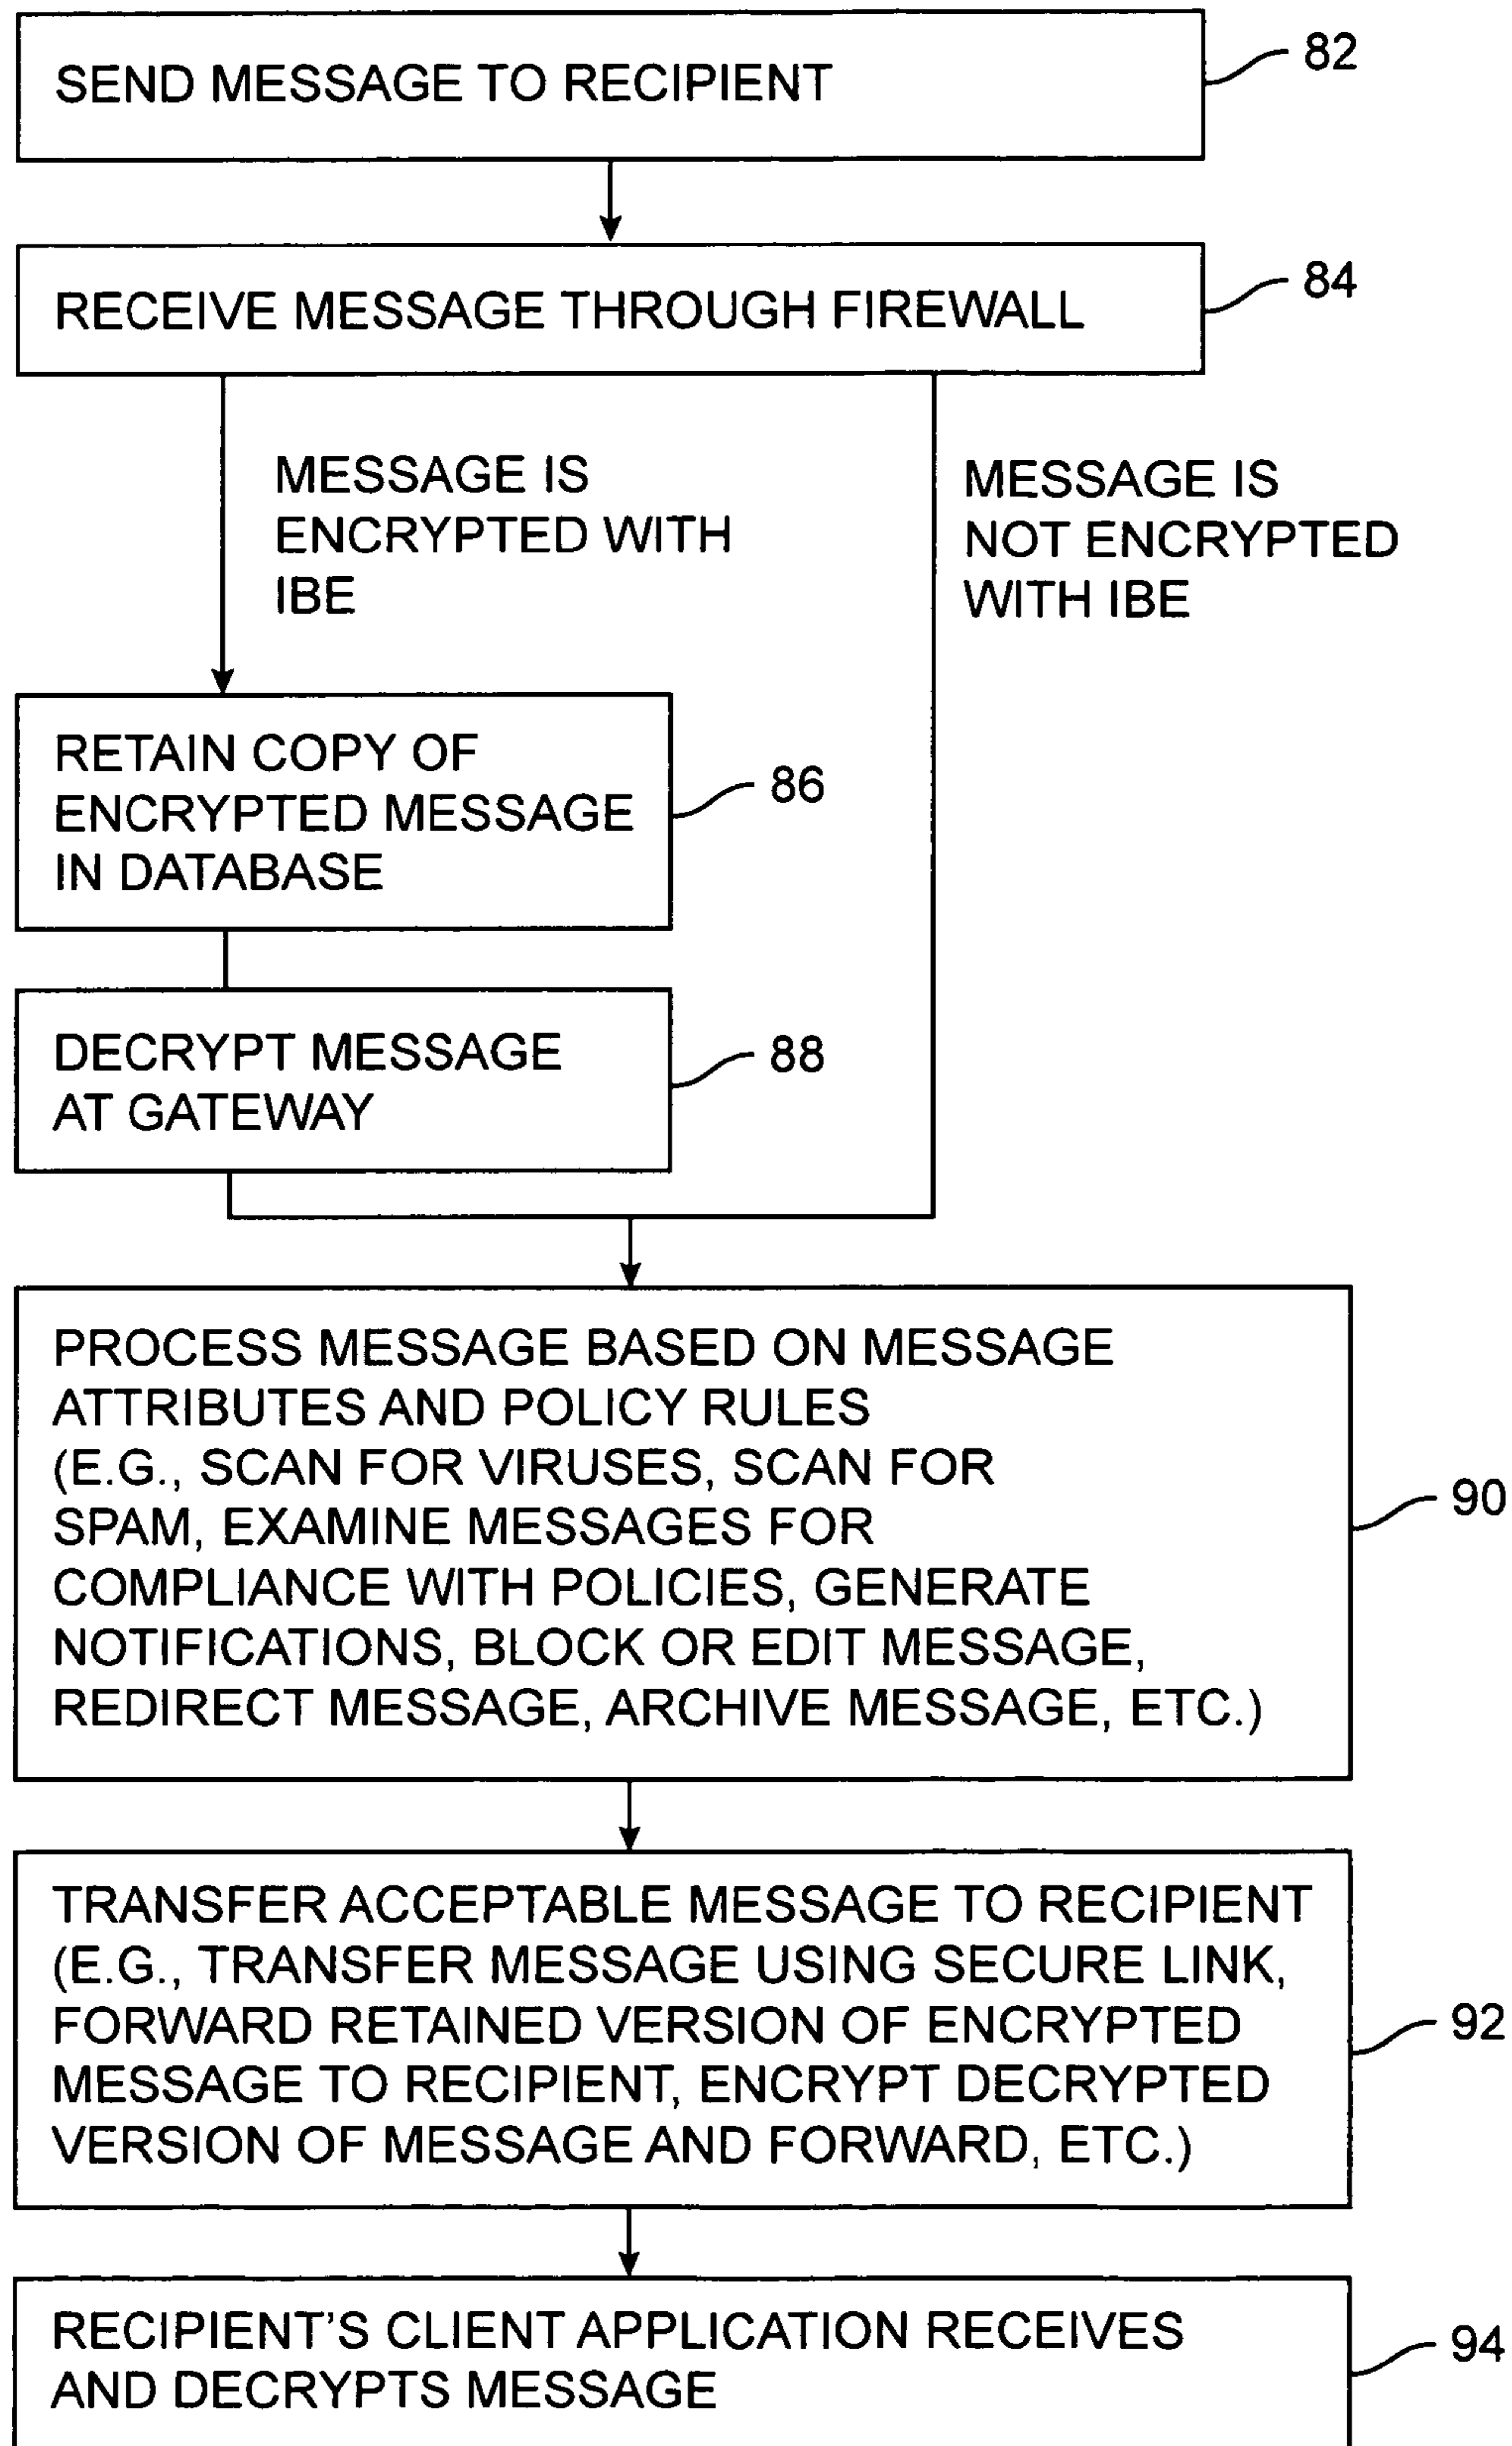 SEND MESSAGE TO RECIPIENT
82
RECEIVE MESSAGE THROUGH FIREWALL
84
MESSAGE IS
ENCRYPTED WITH
IBE
MESSAGE IS
NOT ENCRYPTED
WITH IBE
RETAIN COPY OF
ENCRYPTED MESSAGE
IN DATABASE
86
DECRYPT MESSAGE
AT GATEWAY
88
PROCESS MESSAGE BASED ON MESSAGE
ATTRIBUTES AND POLICY RULES
(E.G., SCAN FOR VIRUSES, SCAN FOR
SPAM, EXAMINE MESSAGES FOR
COMPLIANCE WITH POLICIES, GENERATE
NOTIFICATIONS, BLOCK OR EDIT MESSAGE,
REDIRECT MESSAGE, ARCHIVE MESSAGE, ETC.)
90
TRANSFER ACCEPTABLE MESSAGE TO RECIPIENT
(E.G., TRANSFER MESSAGE USING SECURE LINK,
FORWARD RETAINED VERSION OF ENCRYPTED
MESSAGE TO RECIPIENT, ENCRYPT DECRYPTED
VERSION OF MESSAGE AND FORWARD, ETC.)
92
RECIPIENT'S CLIENT APPLICATION RECEIVES
AND DECRYPTS MESSAGE
94